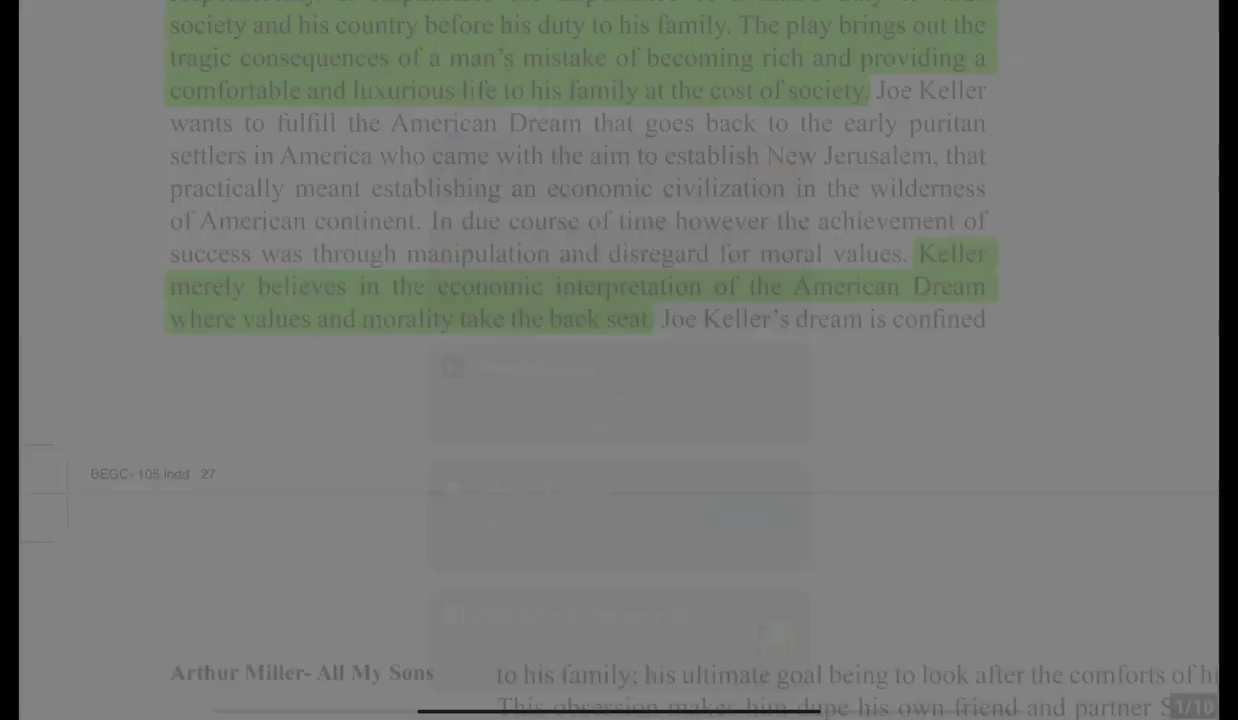 society and his country before his duty to his family. The play brings out the
tragic consequences of a man's mistake of becoming rich and providing a
comfortable and luxurious life to his family at the cost of society. Joe Keller
wants to fulfill the American Dream that goes back to the early puritan
settlers in America who came with the aim to establish New Jerusalem, that
practically meant establishing an economic civilization in the wilderness
of American continent. In due course of time however the achievement of
success was through manipulation and disregard for moral values. Keller
merely believes in the economic interpretation of the American Dream
where values and morality take the back seat. Joe Keller's dream is confined
BEGC- 105.indd 27
Arthur Miller- All My Sons
to his family; his ultimate goal being to look after the comforts of
This obsession makes him dupe his own friend and partner
1/10